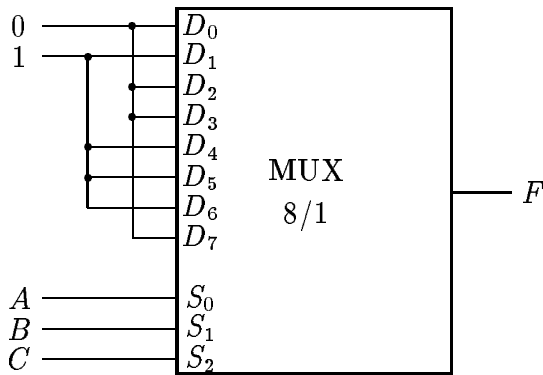 0 D₀
1 D₁
D₂
D₃
D₄
D₅
D₆
D₇
MUX
8/1
F
A S₀
B S₁
C S₂